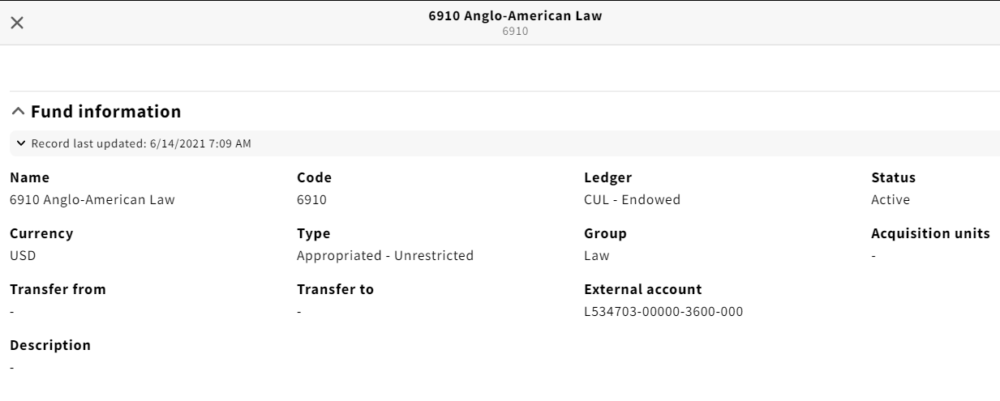 6910 Anglo-American Law
6910
Fund information
Record last updated: 6/14/2021 7:09 AM
Name Code Ledger Status
6910 Anglo-American Law 6910 CUL - Endowed Active
Currency Type Group Acquisition units
USD Appropriated - Unrestricted Law -
Transfer from Transfer to External account
- - L534703-00000-3600-000
Description
-